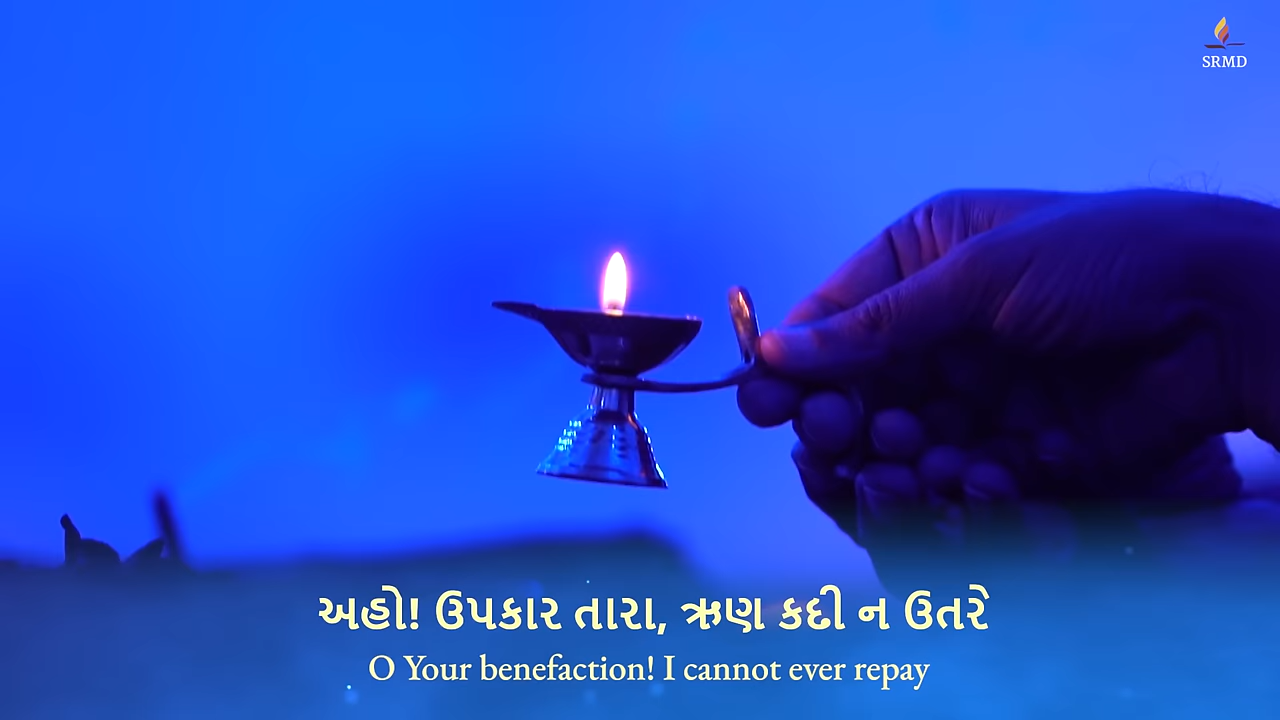 SRMD
અહો! ઉપકાર તારા, ઋણ કદી ન ઉતરે
O Your benefaction! I cannot ever repay